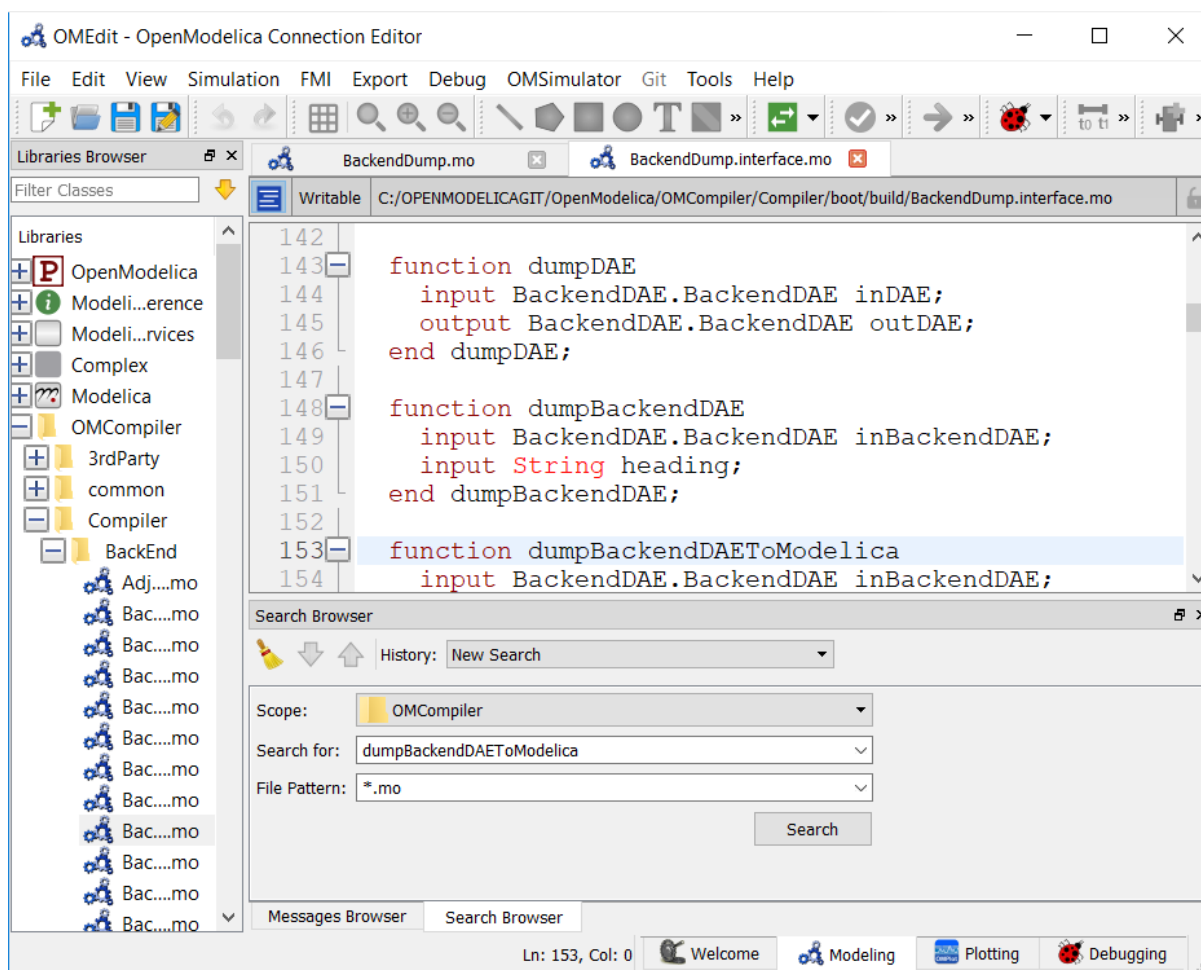 OMEdit - OpenModelica Connection Editor
File Edit View Simulation FMI Export Debug OMSimulator Git Tools Help
T » » » to t1 » »
Libraries Browser
BackendDump.mo BackendDump.interface.mo
Filter Classes
Writable C:/OPENMODELICAGIT/OpenModelica/OMCompiler/Compiler/boot/build/BackendDump.interface.mo
Libraries
P OpenModelica
i Modeli...erence
Modeli...rvices
Complex
Modelica
OMCompiler
3rdParty
common
Compiler
BackEnd
Adj....mo
Bac....mo
Bac....mo
Bac....mo
Bac....mo
Bac....mo
Bac....mo
Bac....mo
Bac....mo
Bac....mo
Bac....mo
Bac....mo
142
143 function dumpDAE
144 input BackendDAE.BackendDAE inDAE;
145 output BackendDAE.BackendDAE outDAE;
146 end dumpDAE;
147
148 function dumpBackendDAE
149 input BackendDAE.BackendDAE inBackendDAE;
150 input String heading;
151 end dumpBackendDAE;
152
153 function dumpBackendDAEToModelica
154 input BackendDAE.BackendDAE inBackendDAE;
Search Browser
History: New Search
Scope: OMCompiler
Search for: dumpBackendDAEToModelica
File Pattern: *.mo
Search
Messages Browser Search Browser
Ln: 153, Col: 0 Welcome Modeling Plotting Debugging